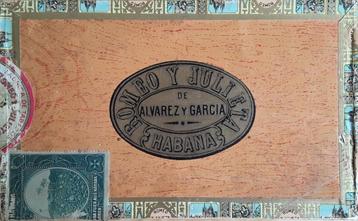 ROMEO Y JULIETA
DE
ALVAREZ Y GARCIA
HABANA